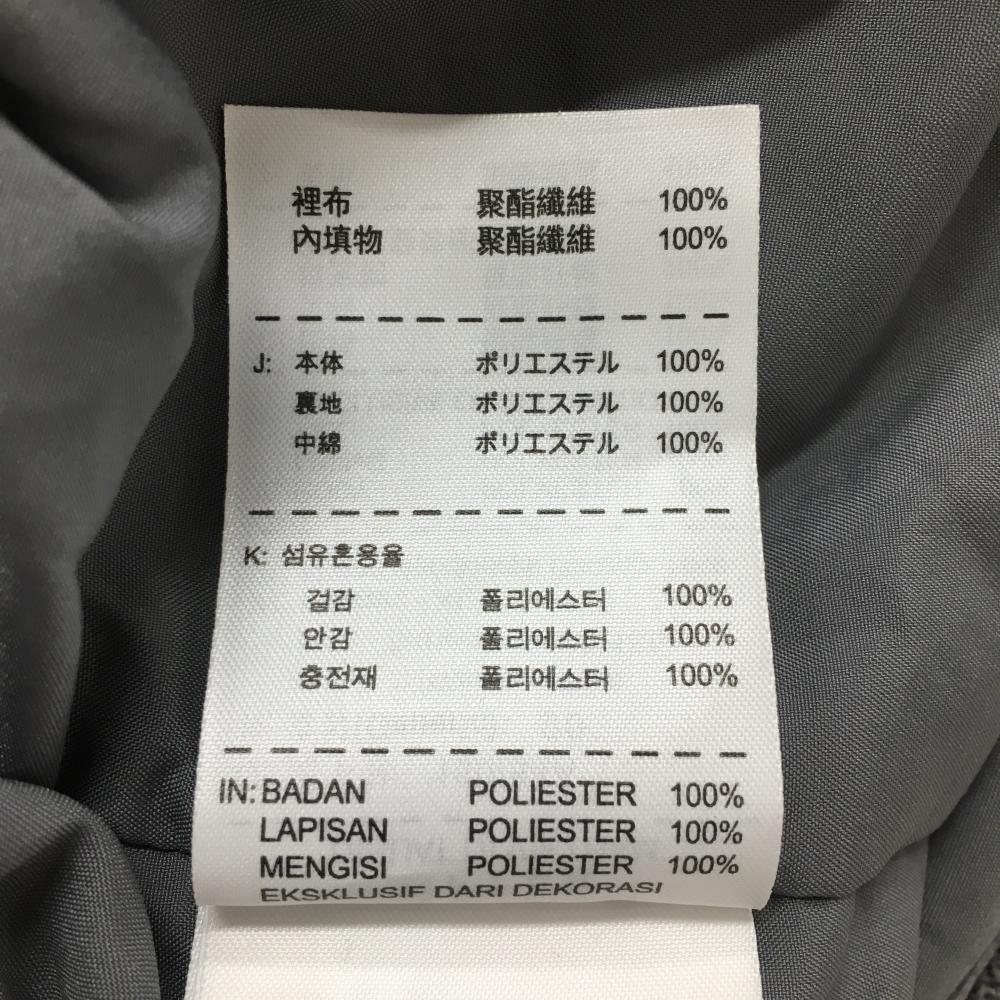 裡布 聚酯纖維 100%
內填物 聚酯纖維 100%
J: 本体 ポリエステル 100%
裏地 ポリエステル 100%
中綿 ポリエステル 100%
K: 섬유혼용율
겉감 폴리에스터 100%
안감 폴리에스터 100%
충전재 폴리에스터 100%
IN: BADAN POLIESTER 100%
LAPISAN POLIESTER 100%
MENGISI POLIESTER 100%
EKSKLUSIF DARI DEKORASI